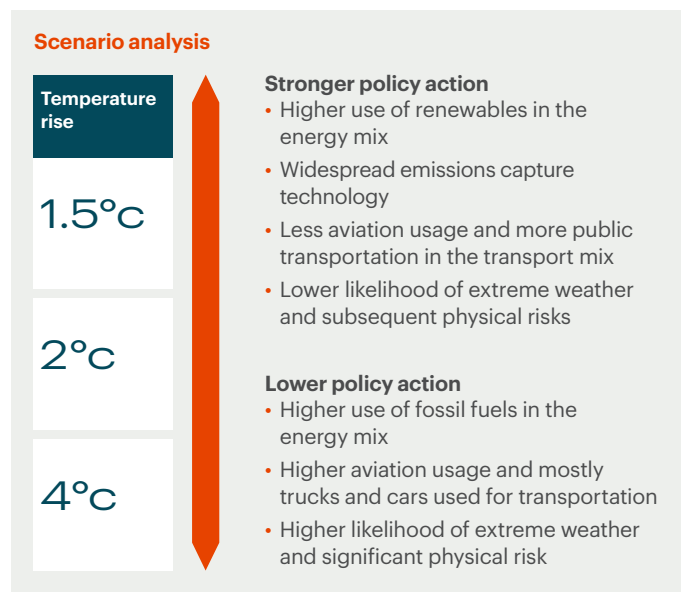 Scenario analysis
Temperature
rise
1.5°c
2°c
4°c
Stronger policy action
• Higher use of renewables in the
energy mix
• Widespread emissions capture
technology
• Less aviation usage and more public
transportation in the transport mix
• Lower likelihood of extreme weather
and subsequent physical risks
Lower policy action
• Higher use of fossil fuels in the
energy mix
• Higher aviation usage and mostly
trucks and cars used for transportation
• Higher likelihood of extreme weather
and significant physical risk